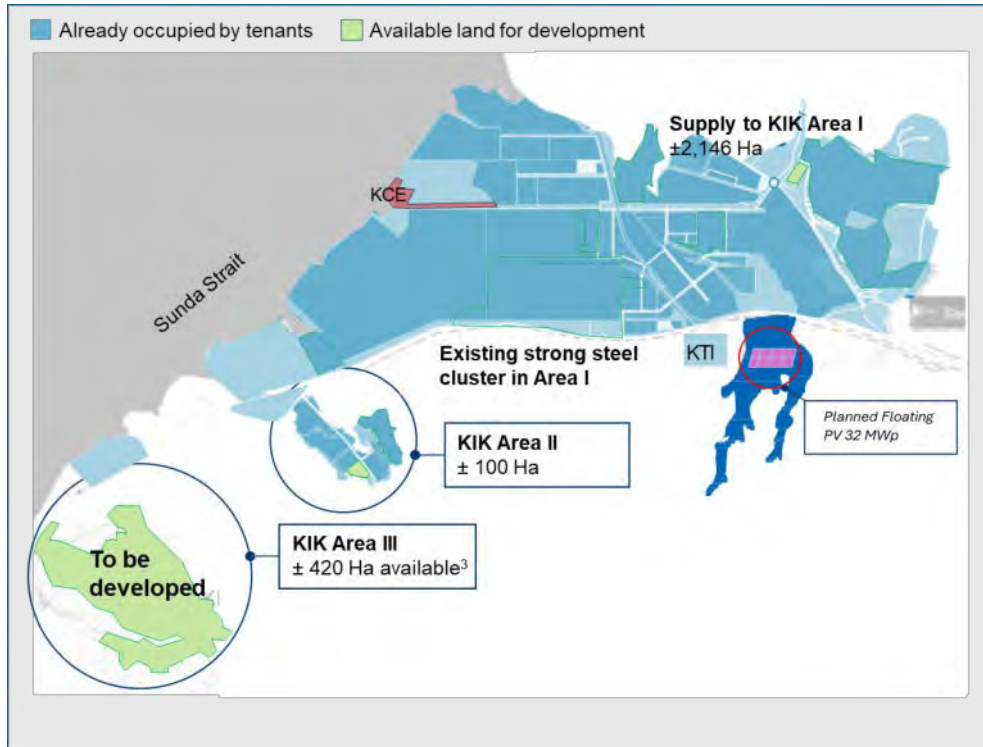 Already occupied by tenants
Available land for development
Supply to KIK Area I
±2,146 Ha
KCE
Sunda Strait
Existing strong steel
cluster in Area I
KTI
Planned Floating
PV 32 MWp
KIK Area II
± 100 Ha
KIK Area III
± 420 Ha available³
To be
developed